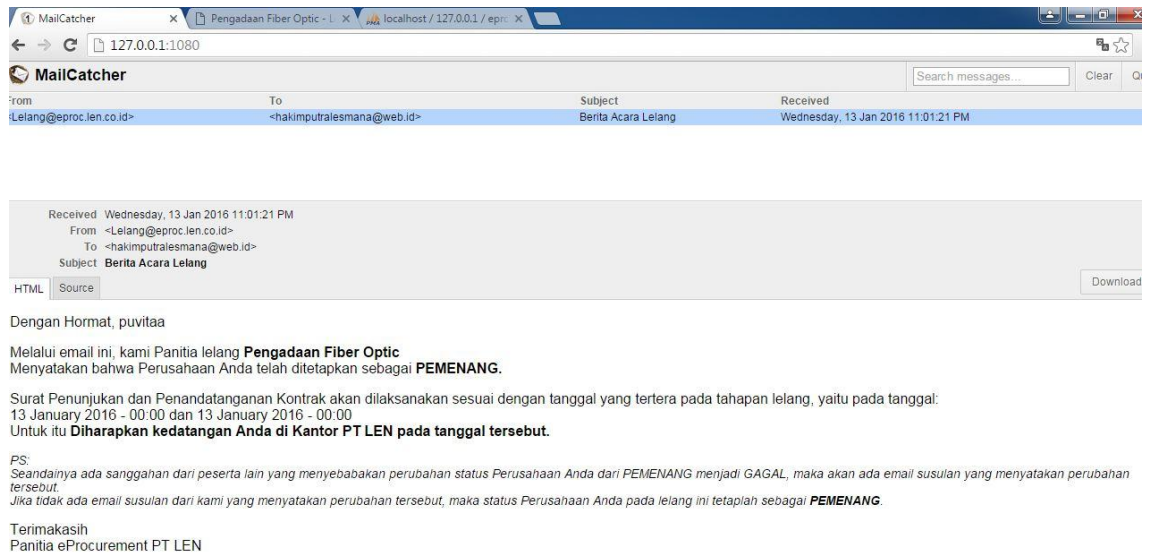 MailCatcher
Pengadaan Fiber Optic - L
localhost / 127.0.0.1 / epro
127.0.0.1:1080
MailCatcher
Search messages...
Clear
From To Subject Received
<Lelang@eproc.len.co.id> <hakimputralesmana@web.id> Berita Acara Lelang Wednesday, 13 Jan 2016 11:01:21 PM
Received Wednesday, 13 Jan 2016 11:01:21 PM
From <Lelang@eproc.len.co.id>
To <hakimputralesmana@web.id>
Subject Berita Acara Lelang
HTML Source
Download
Dengan Hormat, puvitaa
Melalui email ini, kami Panitia lelang Pengadaan Fiber Optic
Menyatakan bahwa Perusahaan Anda telah ditetapkan sebagai PEMENANG.
Surat Penunjukan dan Penandatanganan Kontrak akan dilaksanakan sesuai dengan tanggal yang tertera pada tahapan lelang, yaitu pada tanggal:
13 January 2016 - 00:00 dan 13 January 2016 - 00:00
Untuk itu Diharapkan kedatangan Anda di Kantor PT LEN pada tanggal tersebut.
PS:
Seandainya ada sanggahan dari peserta lain yang menyebabakan perubahan status Perusahaan Anda dari PEMENANG menjadi GAGAL, maka akan ada email susulan yang menyatakan perubahan
tersebut.
Jika tidak ada email susulan dari kami yang menyatakan perubahan tersebut, maka status Perusahaan Anda pada lelang ini tetaplah sebagai PEMENANG.
Terimakasih
Panitia eProcurement PT LEN